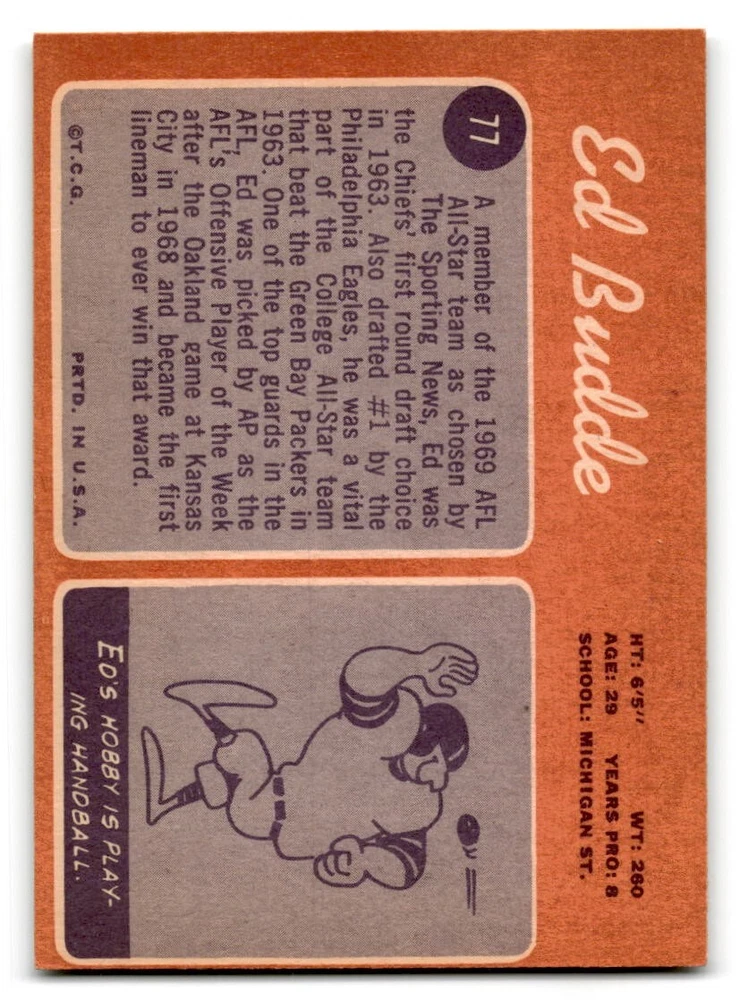 Ed Budde
HT: 6'5" WT: 260
AGE: 29 YEARS PRO: 8
SCHOOL: MICHIGAN ST.
77
A member of the 1969 AFL
All-Star team as chosen by
The Sporting News, Ed was
the Chiefs' first round draft choice
in 1963. Also drafted #1 by the
Philadelphia Eagles, he was a vital
part of the College All-Star team
that beat the Green Bay Packers in
1963. One of the top guards in the
AFL, Ed was picked by AP as the
AFL's Offensive Player of the Week
after the Oakland game at Kansas
City in 1968 and became the first
lineman to ever win that award.
©T.C.G. PRTD. IN U.S.A.
ED'S HOBBY IS PLAY-
ING HANDBALL.